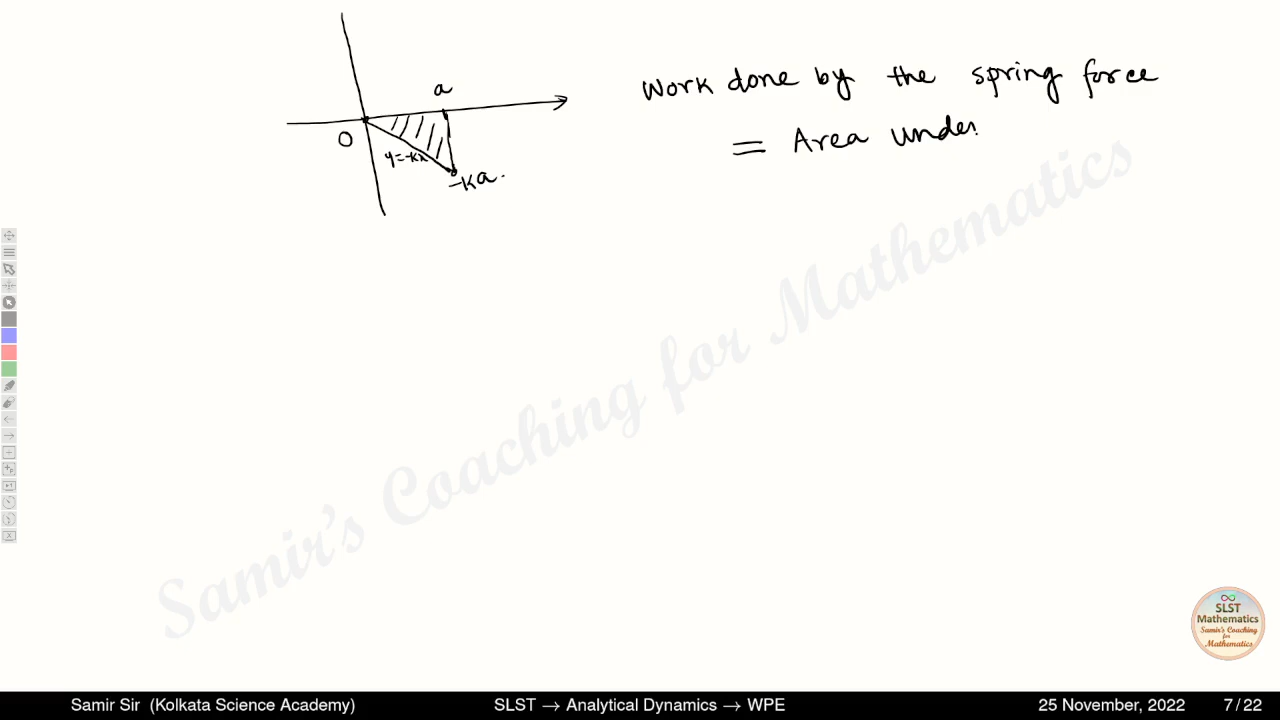 a
O
y=-kx
-ka.
Work done by the spring force
= Area under
Samir's Coaching for Mathematics
SLST
Mathematics
Samir's Coaching
for
Mathematics
Samir Sir (Kolkata Science Academy)
SLST → Analytical Dynamics → WPE
25 November, 2022
7 / 22